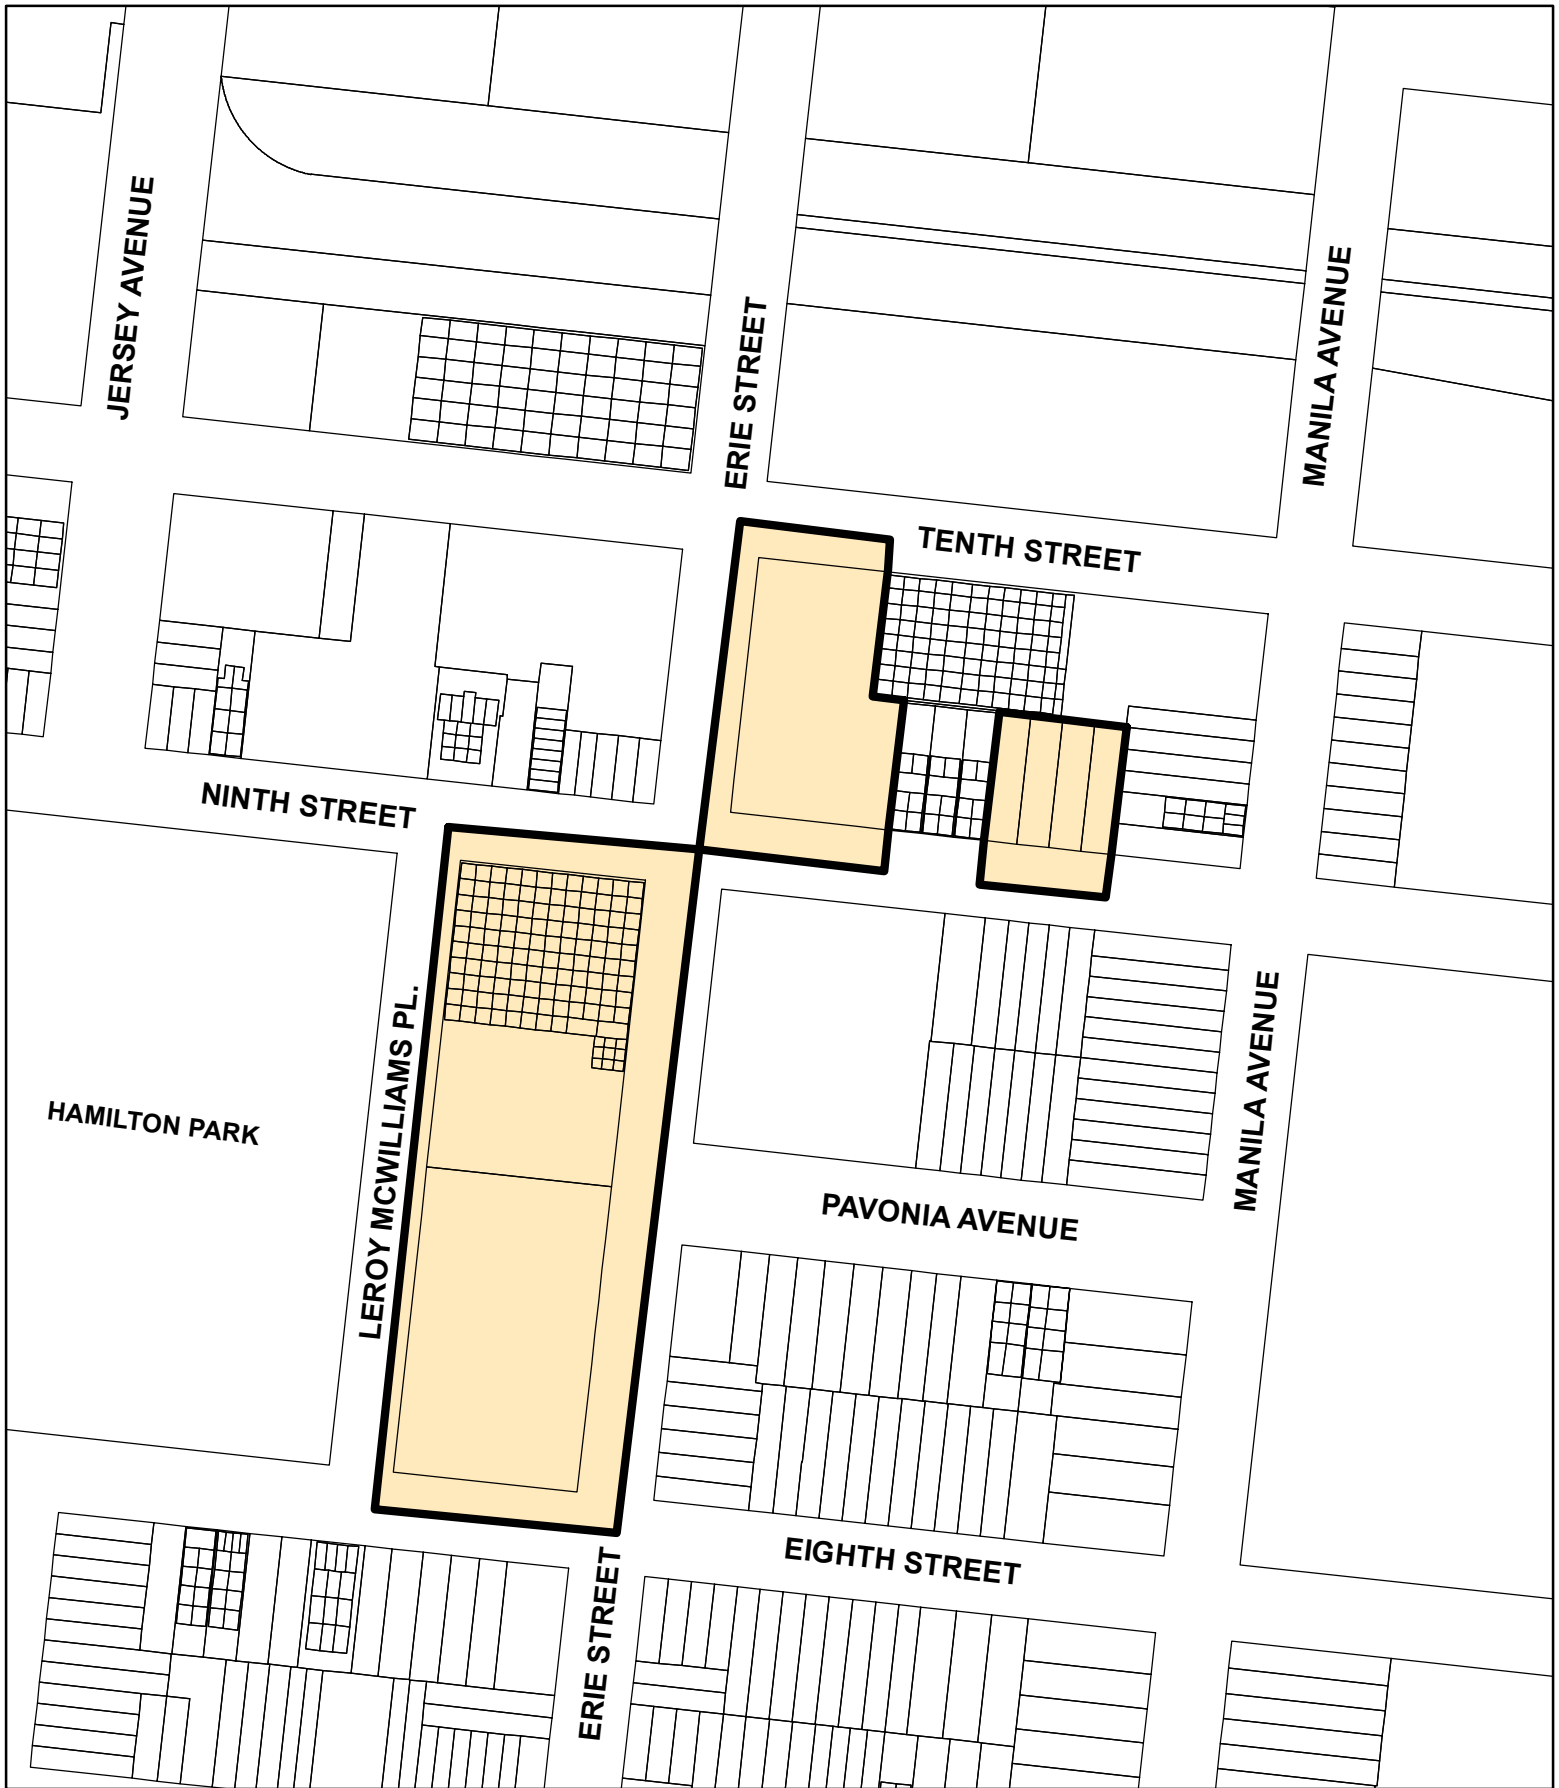 JERSEY AVENUE
MANILA AVENUE
ERIE STREET
TENTH STREET
NINTH STREET
LEROY MCWILLIAMS PL.
MANILA AVENUE
HAMILTON PARK
PAVONIA AVENUE
EIGHTH STREET
ERIE STREET